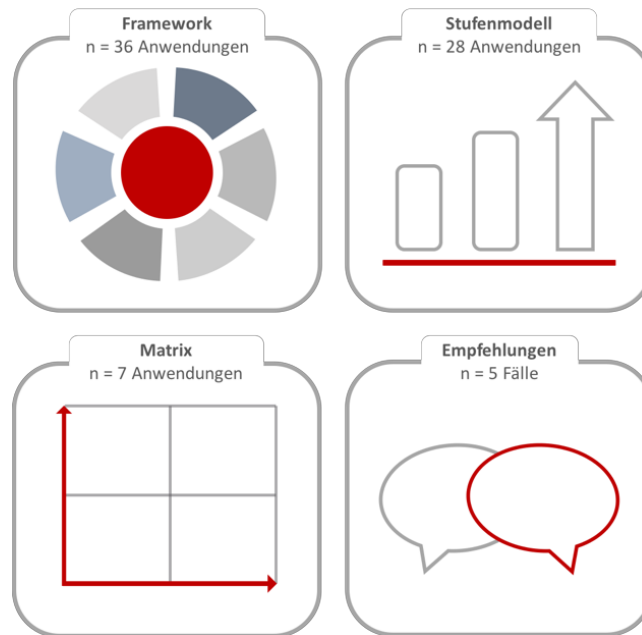 Framework
n = 36 Anwendungen
Stufenmodell
n = 28 Anwendungen
Matrix
n = 7 Anwendungen
Empfehlungen
n = 5 Fälle